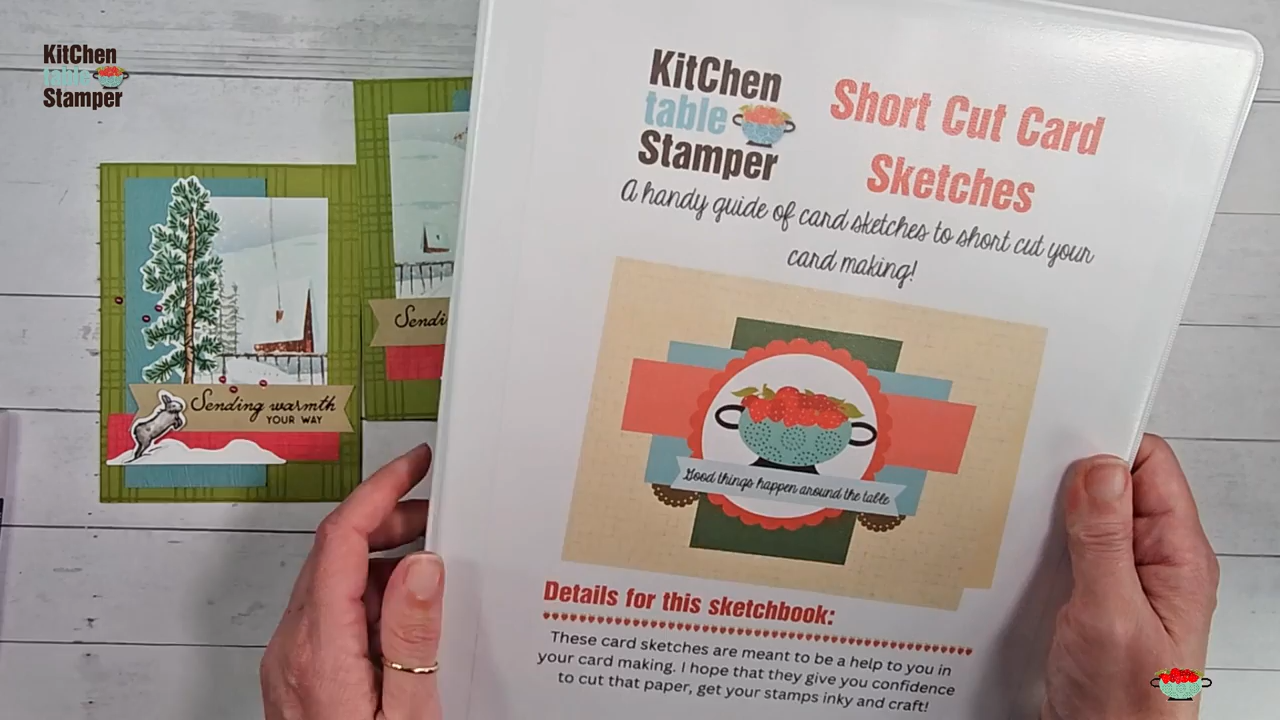 KitChen
table
Stamper
Sending warmth
YOUR WAY
Sendi
KitChen
table
Stamper
Short Cut Card
Sketches
A handy guide of card sketches to short cut your
card making!
Good things happen around the table
Details for this sketchbook:
These card sketches are meant to be a help to you in
your card making. I hope that they give you confidence
to cut that paper, get your stamps inky and craft!